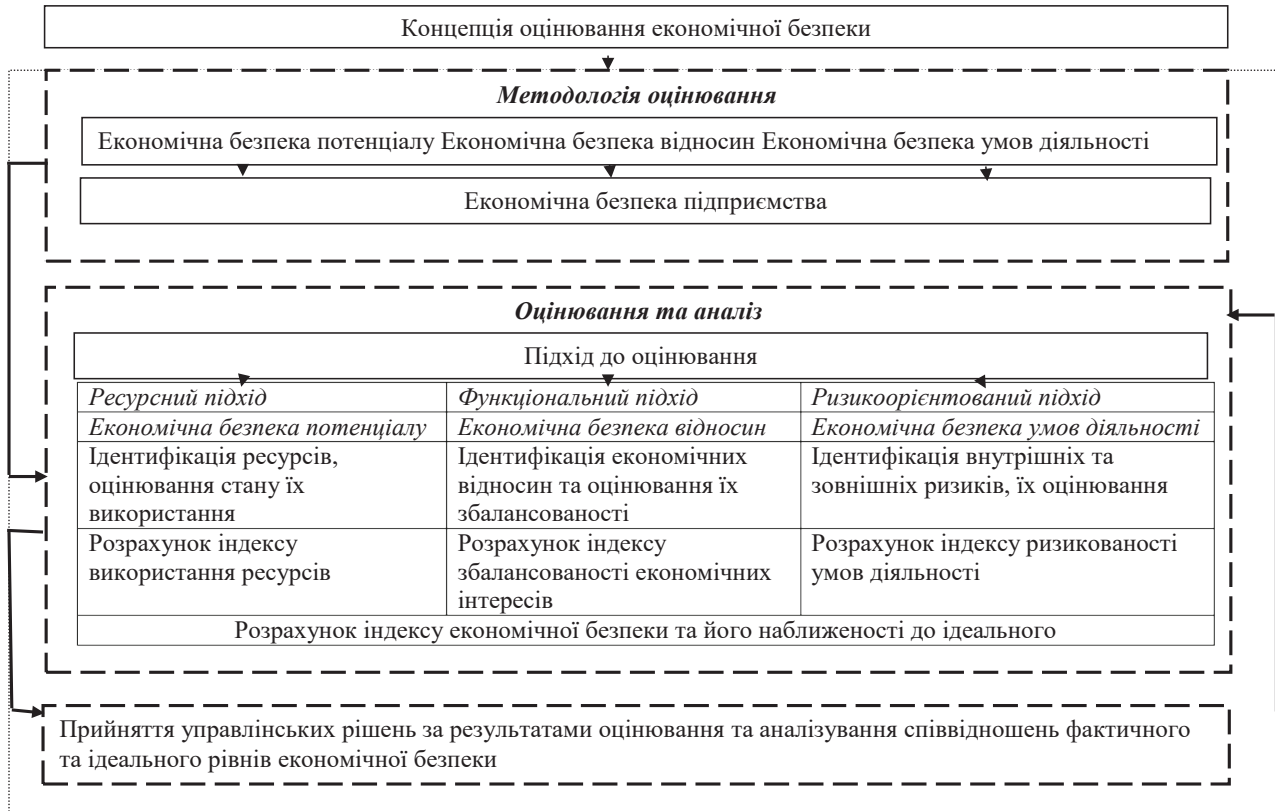 Концепція оцінювання економічної безпеки
Методологія оцінювання
Економічна безпека потенціалу Економічна безпека відносин Економічна безпека умов діяльності
Економічна безпека підприємства
Оцінювання та аналіз
Підхід до оцінювання
Ресурсний підхід
Функціональний підхід
Ризикоорієнтований підхід
Економічна безпека потенціалу
Економічна безпека відносин
Економічна безпека умов діяльності
Ідентифікація ресурсів,
оцінювання стану їх
використання
Ідентифікація економічних
відносин та оцінювання їх
збалансованості
Ідентифікація внутрішніх та
зовнішніх ризиків, їх оцінювання
Розрахунок індексу
використання ресурсів
Розрахунок індексу
збалансованості економічних
інтересів
Розрахунок індексу ризикованості
умов діяльності
Розрахунок індексу економічної безпеки та його наближеності до ідеального
Прийняття управлінських рішень за результатами оцінювання та аналізування співвідношень фактичного
та ідеального рівнів економічної безпеки